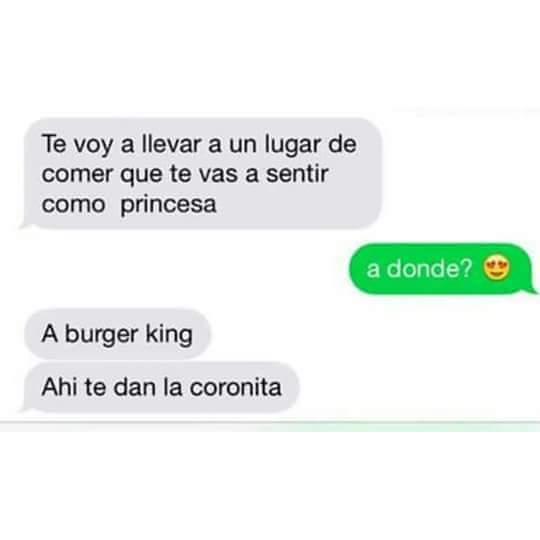 Te voy a llevar a un lugar de
comer que te vas a sentir
como princesa
a donde? 😍
A burger king
Ahi te dan la coronita